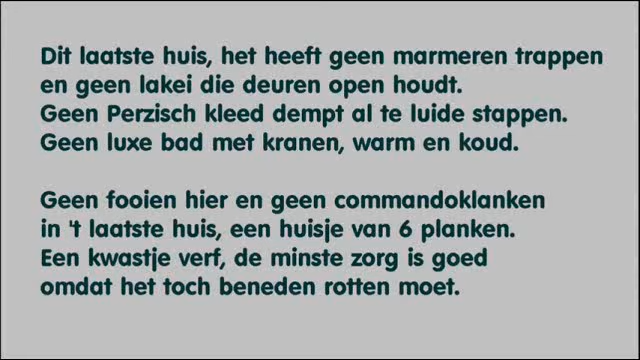 Dit laatste huis, het heeft geen marmeren trappen
en geen lakei die deuren open houdt.
Geen Perzisch kleed dempt al te luide stappen.
Geen luxe bad met kranen, warm en koud.
Geen fooien hier en geen commandoklanken
in 't laatste huis, een huisje van 6 planken.
Een kwastje verf, de minste zorg is goed
omdat het toch beneden rotten moet.